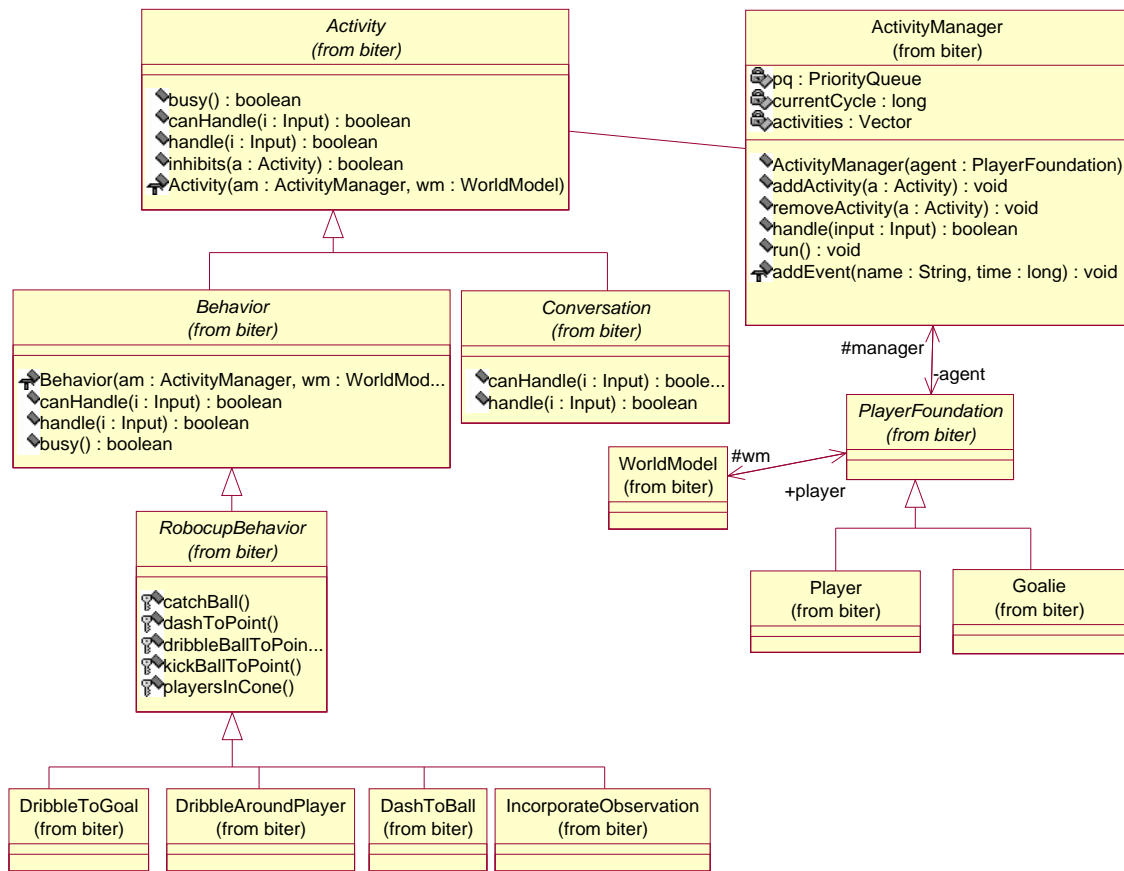 Activity
(from biter)
busy() : boolean
canHandle(i : Input) : boolean
handle(i : Input) : boolean
inhibits(a : Activity) : boolean
Activity(am : ActivityManager, wm : WorldModel)
ActivityManager
(from biter)
pq : PriorityQueue
currentCycle : long
activities : Vector
ActivityManager(agent : PlayerFoundation)
addActivity(a : Activity) : void
removeActivity(a : Activity) : void
handle(input : Input) : boolean
run() : void
addEvent(name : String, time : long) : void
Behavior
(from biter)
Behavior(am : ActivityManager, wm : WorldMod...
canHandle(i : Input) : boolean
handle(i : Input) : boolean
busy() : boolean
Conversation
(from biter)
canHandle(i : Input) : boole...
handle(i : Input) : boolean
#manager
-agent
PlayerFoundation
(from biter)
WorldModel
(from biter)
#wm
+player
RobocupBehavior
(from biter)
catchBall()
dashToPoint()
dribbleBallToPoin...
kickBallToPoint()
playersInCone()
Player
(from biter)
Goalie
(from biter)
DribbleToGoal
(from biter)
DribbleAroundPlayer
(from biter)
DashToBall
(from biter)
IncorporateObservation
(from biter)